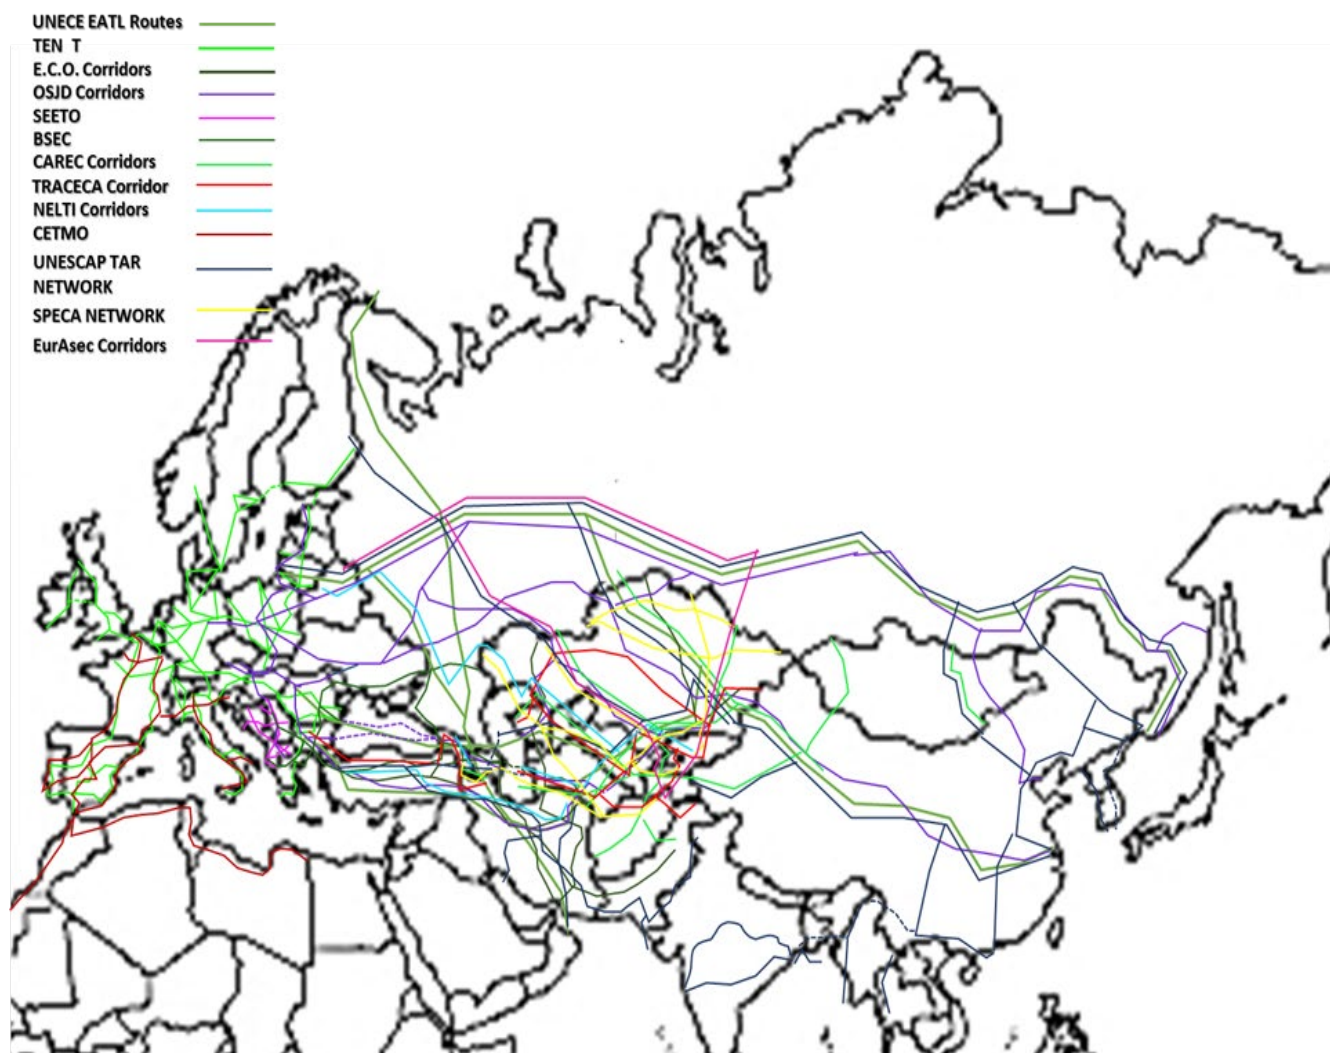 UNECE EATL Routes
TEN T
E.C.O. Corridors
OSJD Corridors
SEETO
BSEC
CAREC Corridors
TRACECA Corridor
NELTI Corridors
CETMO
UNESCAP TAR
NETWORK
SPECA NETWORK
EurAsec Corridors